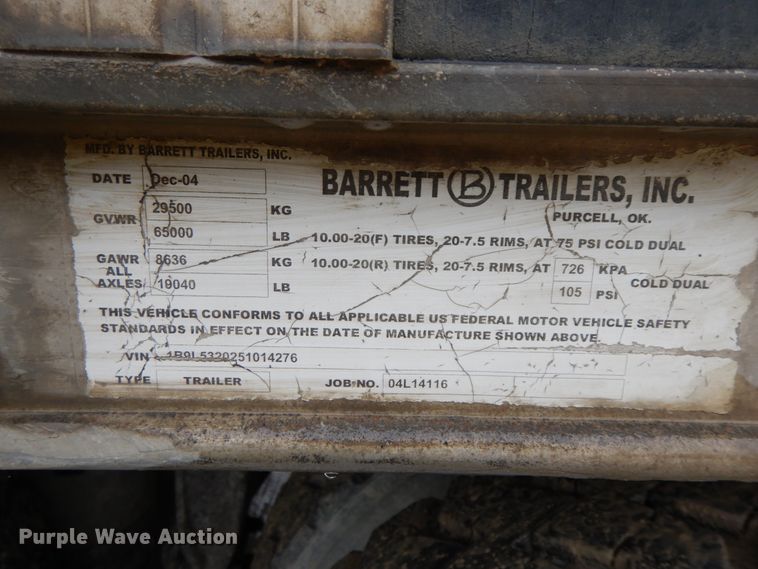 MFD. BY BARRETT TRAILERS, INC.
DATE Dec-04
BARRETT B TRAILERS, INC.
PURCELL, OK.
GVWR 29500 KG
65000 LB
10.00-20(F) TIRES, 20-7.5 RIMS, AT 75 PSI COLD DUAL
GAWR ALL AXLES 8636 KG
19040 LB
10.00-20(R) TIRES, 20-7.5 RIMS, AT 726 KPA
105 PSI COLD DUAL
THIS VEHICLE CONFORMS TO ALL APPLICABLE US FEDERAL MOTOR VEHICLE SAFETY
STANDARDS IN EFFECT ON THE DATE OF MANUFACTURE SHOWN ABOVE.
VIN 1B9L5320251014276
TYPE TRAILER JOB NO. 04L14116
Purple Wave Auction